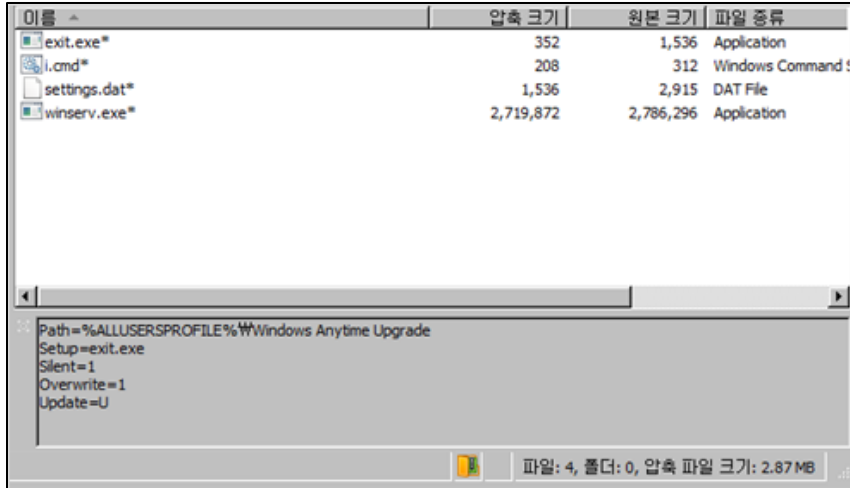 이름 압축 크기 원본 크기 파일 종류
exit.exe* 352 1,536 Application
i.cmd* 208 312 Windows Command S
settings.dat* 1,536 2,915 DAT File
winserv.exe* 2,719,872 2,786,296 Application
Path=%ALLUSERSPROFILE%₩Windows Anytime Upgrade
Setup=exit.exe
Silent=1
Overwrite=1
Update=U
파일: 4, 폴더: 0, 압축 파일 크기: 2.87 MB